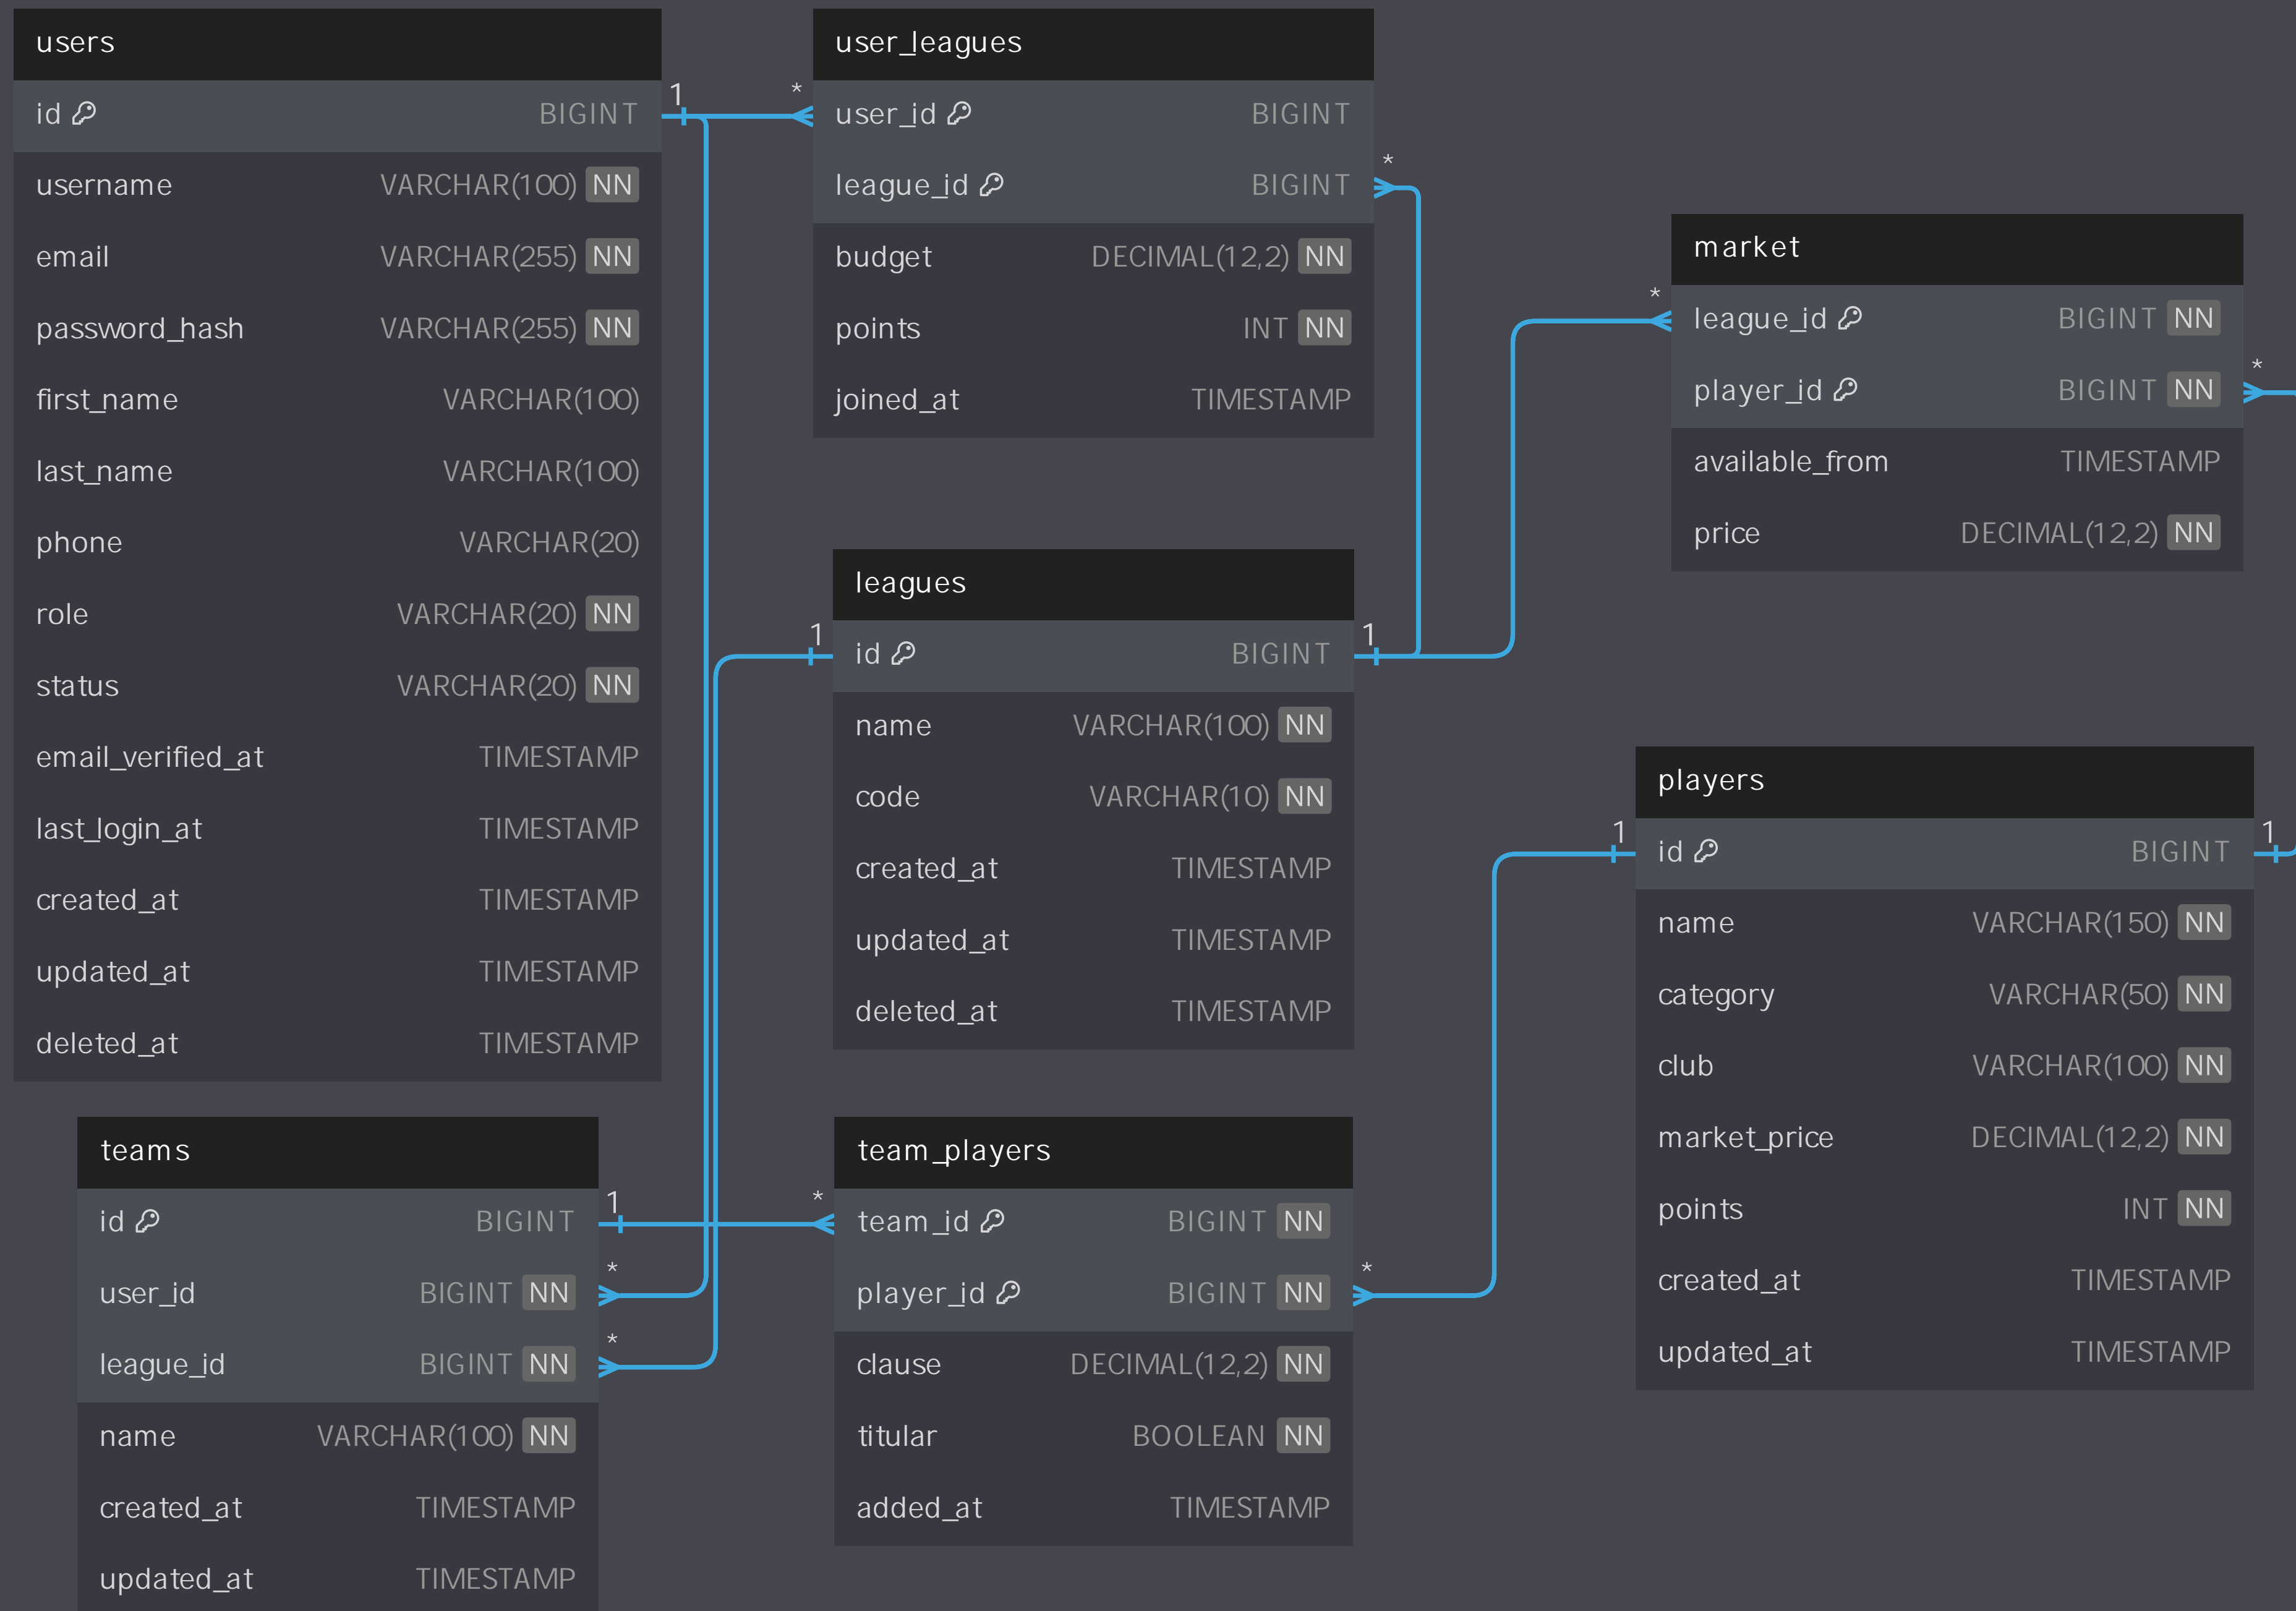 users
id BIGINT
username VARCHAR(100) NN
email VARCHAR(255) NN
password_hash VARCHAR(255) NN
first_name VARCHAR(100)
last_name VARCHAR(100)
phone VARCHAR(20)
role VARCHAR(20) NN
status VARCHAR(20) NN
email_verified_at TIMESTAMP
last_login_at TIMESTAMP
created_at TIMESTAMP
updated_at TIMESTAMP
deleted_at TIMESTAMP
1
*
user_leagues
user_id BIGINT
league_id BIGINT
budget DECIMAL(12,2) NN
points INT NN
joined_at TIMESTAMP
*
market
*
league_id BIGINT NN
player_id BIGINT NN
available_from TIMESTAMP
price DECIMAL(12,2) NN
*
leagues
1
id BIGINT
1
name VARCHAR(100) NN
code VARCHAR(10) NN
created_at TIMESTAMP
updated_at TIMESTAMP
deleted_at TIMESTAMP
players
1
id BIGINT
1
name VARCHAR(150) NN
category VARCHAR(50) NN
club VARCHAR(100) NN
market_price DECIMAL(12,2) NN
points INT NN
created_at TIMESTAMP
updated_at TIMESTAMP
teams
id BIGINT
1
user_id BIGINT NN
*
league_id BIGINT NN
*
name VARCHAR(100) NN
created_at TIMESTAMP
updated_at TIMESTAMP
team_players
*
team_id BIGINT NN
player_id BIGINT NN
*
clause DECIMAL(12,2) NN
titular BOOLEAN NN
added_at TIMESTAMP